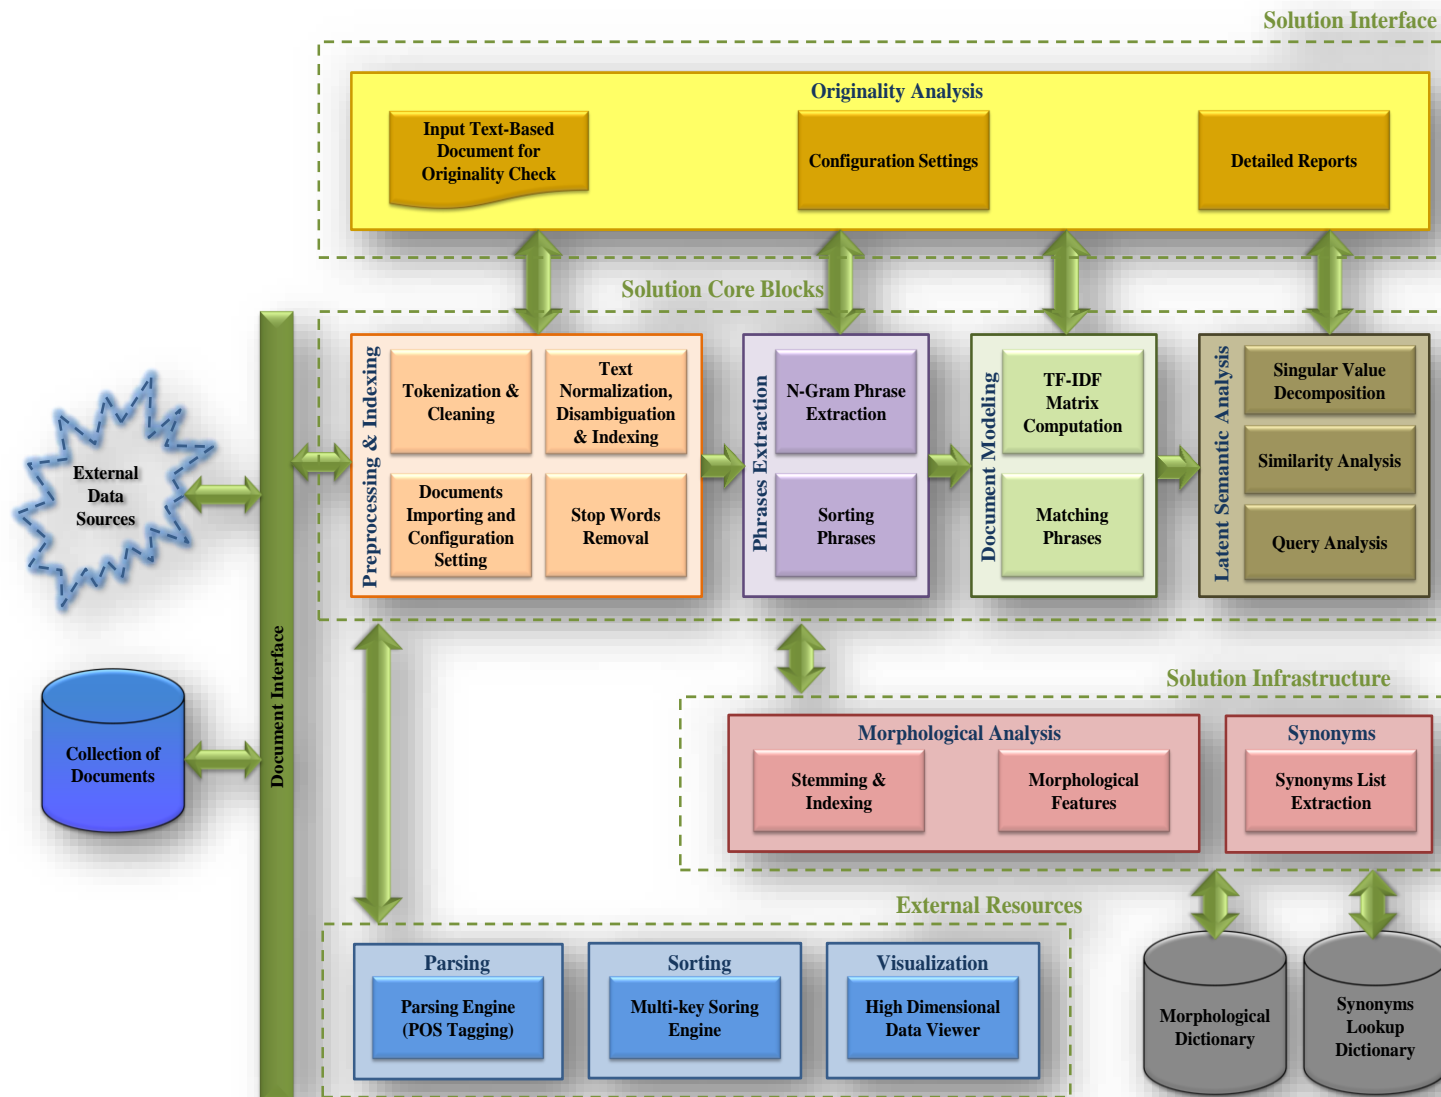 Solution Interface
Originality Analysis
Input Text-Based
Document for
Originality Check
Configuration Settings
Detailed Reports
Solution Core Blocks
Preprocessing & Indexing
Tokenization &
Cleaning
Text
Normalization,
Disambiguation
& Indexing
Documents
Importing and
Configuration
Setting
Stop Words
Removal
Phrases Extraction
N-Gram Phrase
Extraction
Sorting
Phrases
Document Modeling
TF-IDF
Matrix
Computation
Matching
Phrases
Latent Semantic Analysis
Singular Value
Decomposition
Similarity Analysis
Query Analysis
External
Data
Sources
Collection of
Documents
Document Interface
Solution Infrastructure
Morphological Analysis
Stemming &
Indexing
Morphological
Features
Synonyms
Synonyms List
Extraction
External Resources
Parsing
Parsing Engine
(POS Tagging)
Sorting
Multi-key Soring
Engine
Visualization
High Dimensional
Data Viewer
Morphological
Dictionary
Synonyms
Lookup
Dictionary